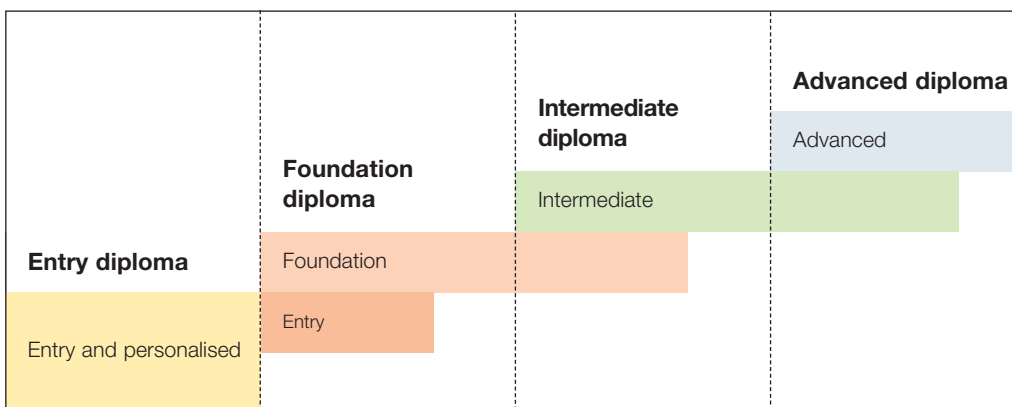 Entry diploma
Entry and personalised
Foundation
diploma
Foundation
Entry
Intermediate
diploma
Intermediate
Advanced diploma
Advanced